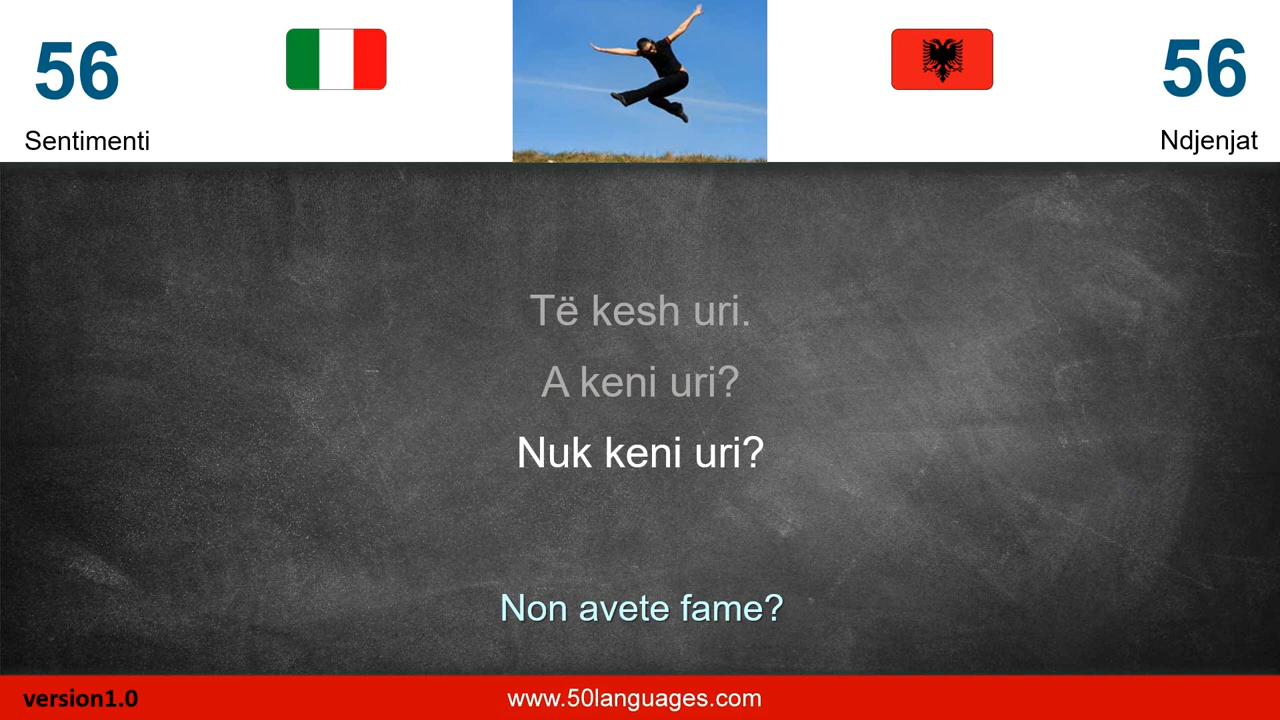 56
56
Sentimenti
Ndjenjat
Të kesh uri.
A keni uri?
Nuk keni uri?
Non avete fame?
version1.0
www.50languages.com